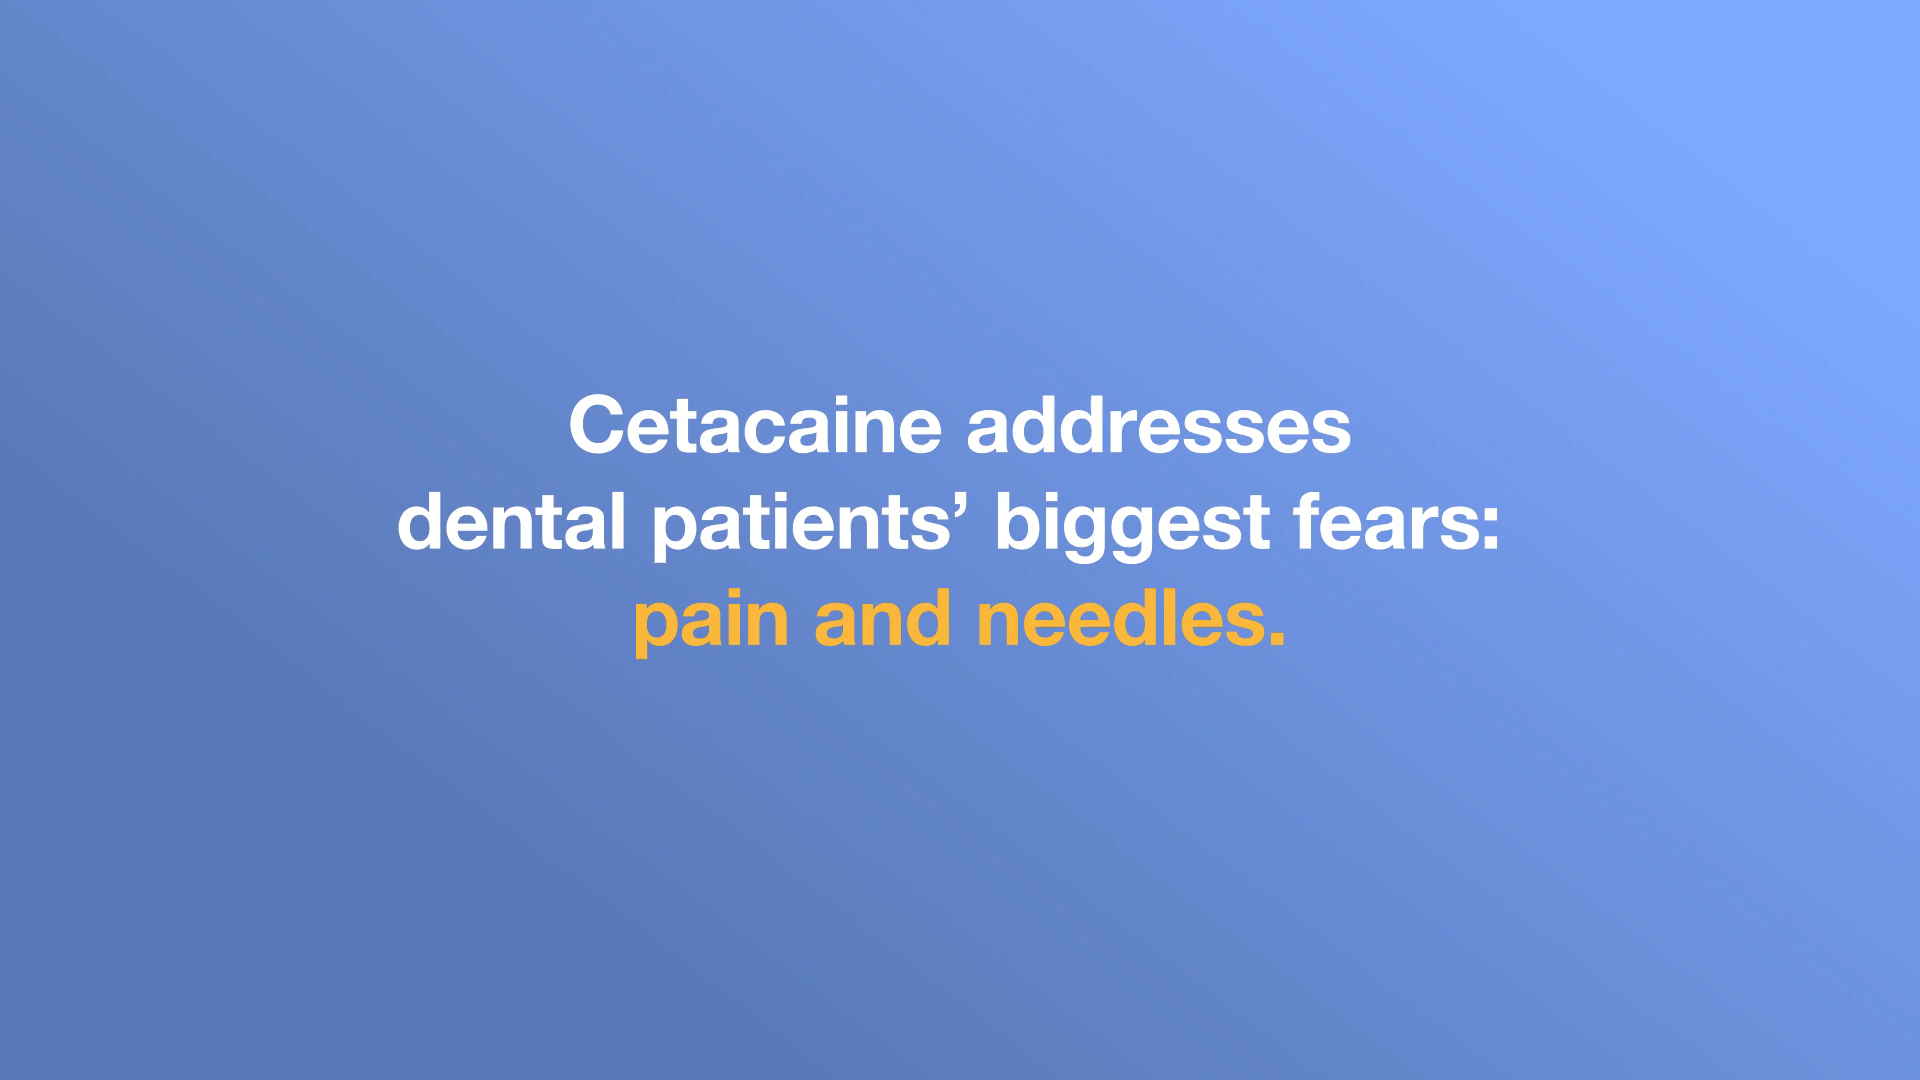 Cetacaine addresses
dental patients’ biggest fears:
pain and needles.